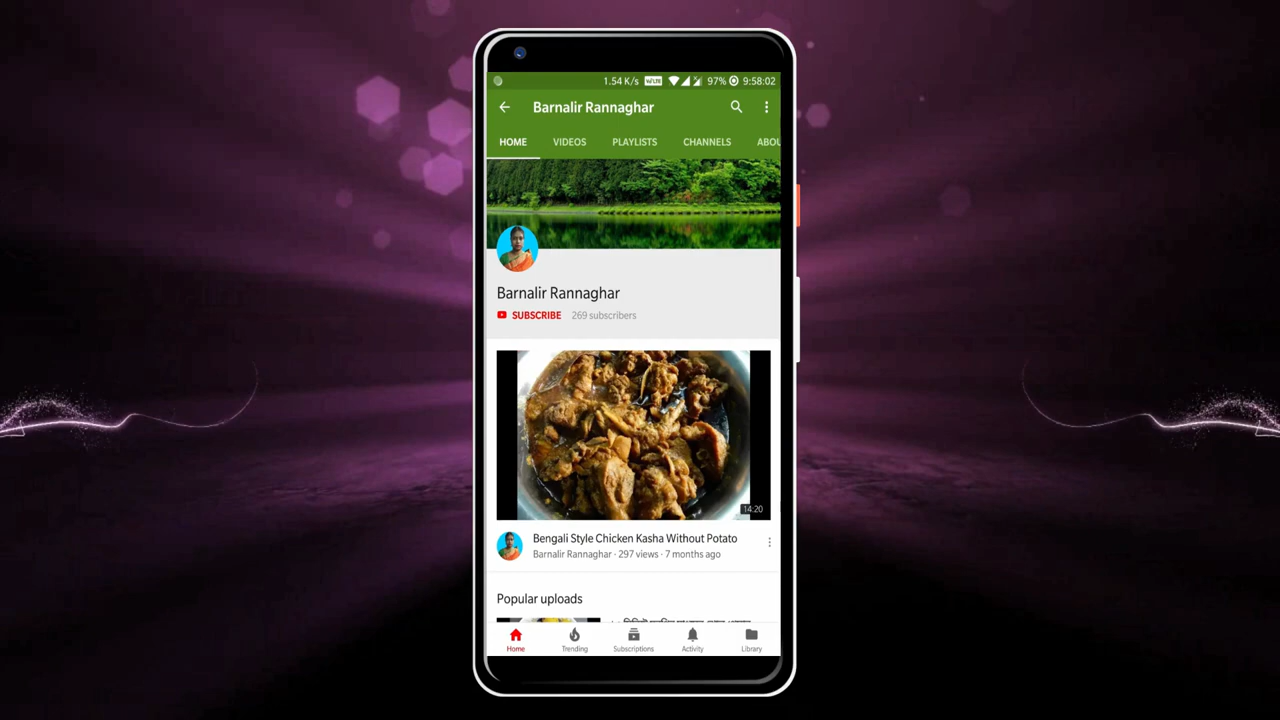 1.54 K/s VoLTE 97% 9:58:02
Barnalir Rannaghar
HOME VIDEOS PLAYLISTS CHANNELS ABOU
Barnalir Rannaghar
SUBSCRIBE 269 subscribers
14:20
Bengali Style Chicken Kasha Without Potato
Barnalir Rannaghar · 297 views · 7 months ago
Popular uploads
Home Trending Subscriptions Activity Library